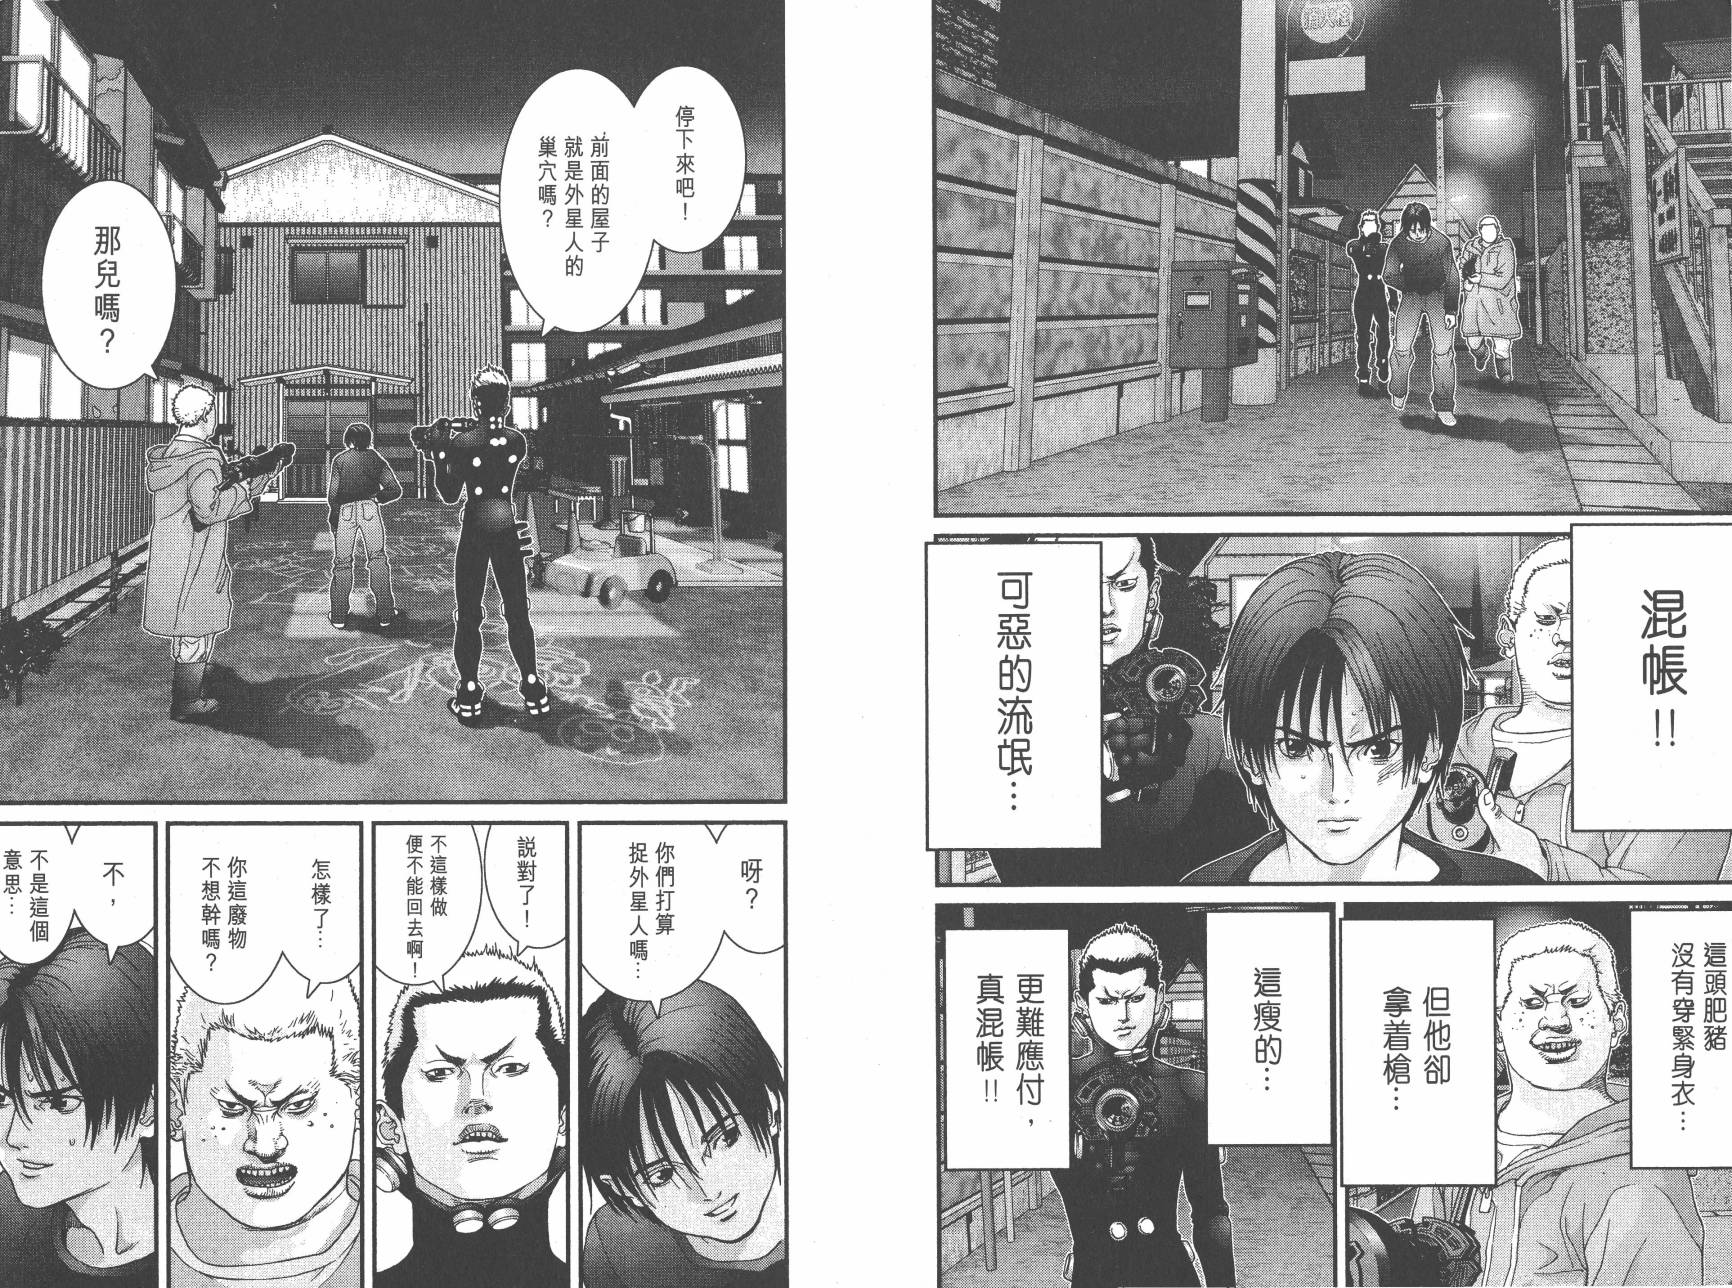 消火栓
混帳!!
可惡的流氓…
這頭肥豬
沒有穿緊身衣…
但他卻
拿着槍…
這瘦的…
更難應付，
真混帳!!
停下來吧！
前面的屋子
就是外星人的
巢穴嗎？
那兒嗎？
呀？
你們打算
捉外星人嗎…
說對了！
不這樣做
便不能回去啊！
怎樣了…
你這廢物
不想幹嗎？
不，
不是這個
意思…